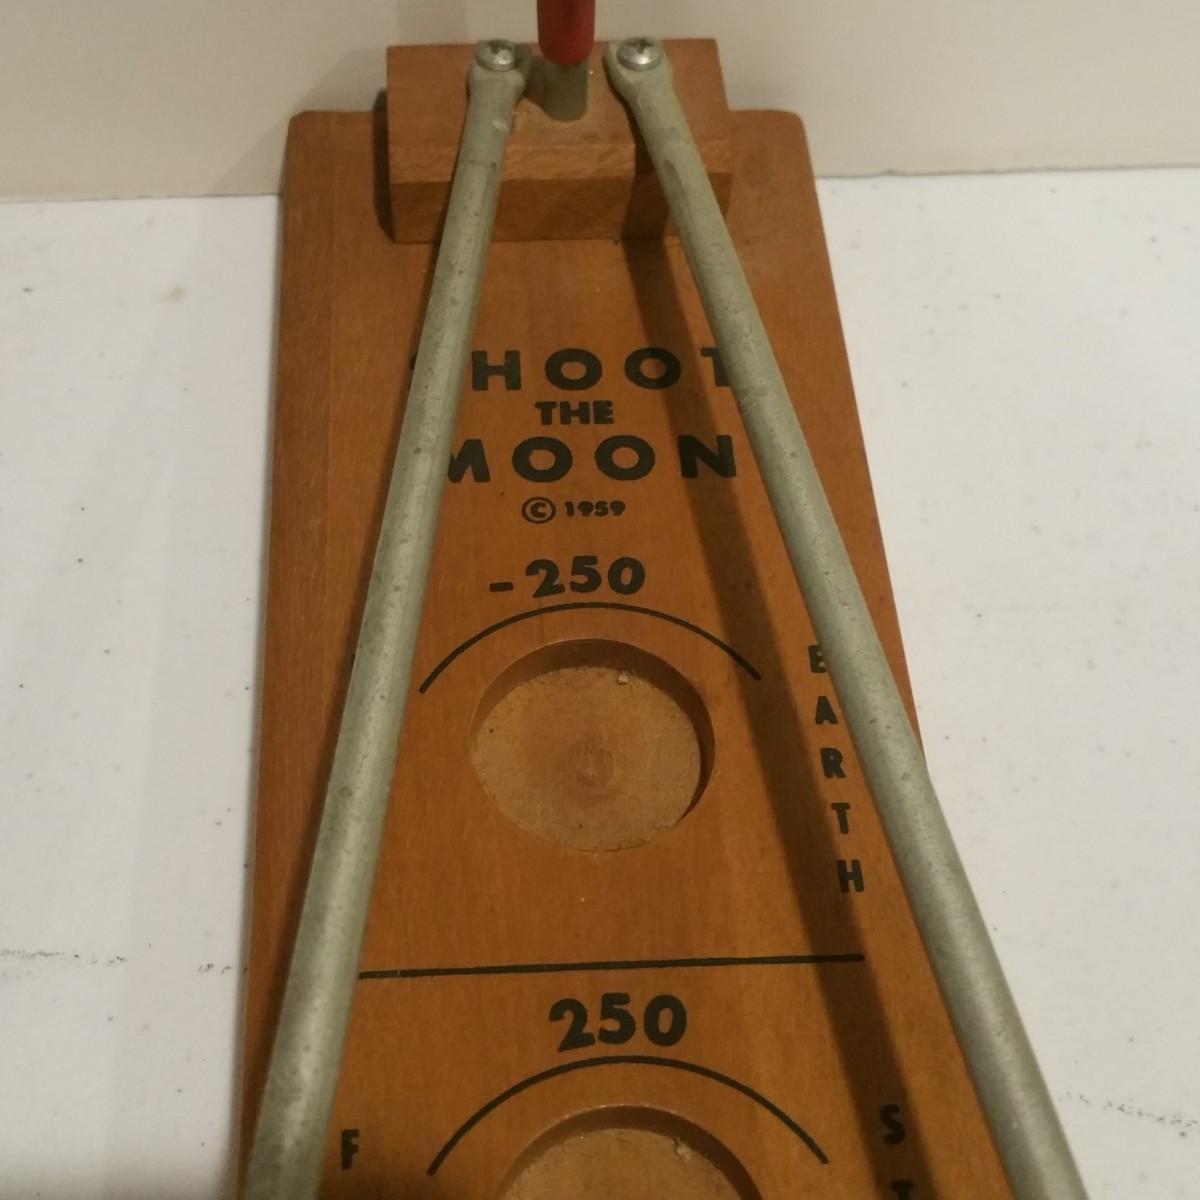 SHOOT
THE
MOON
© 1959
-250
EARTH
250
F
S